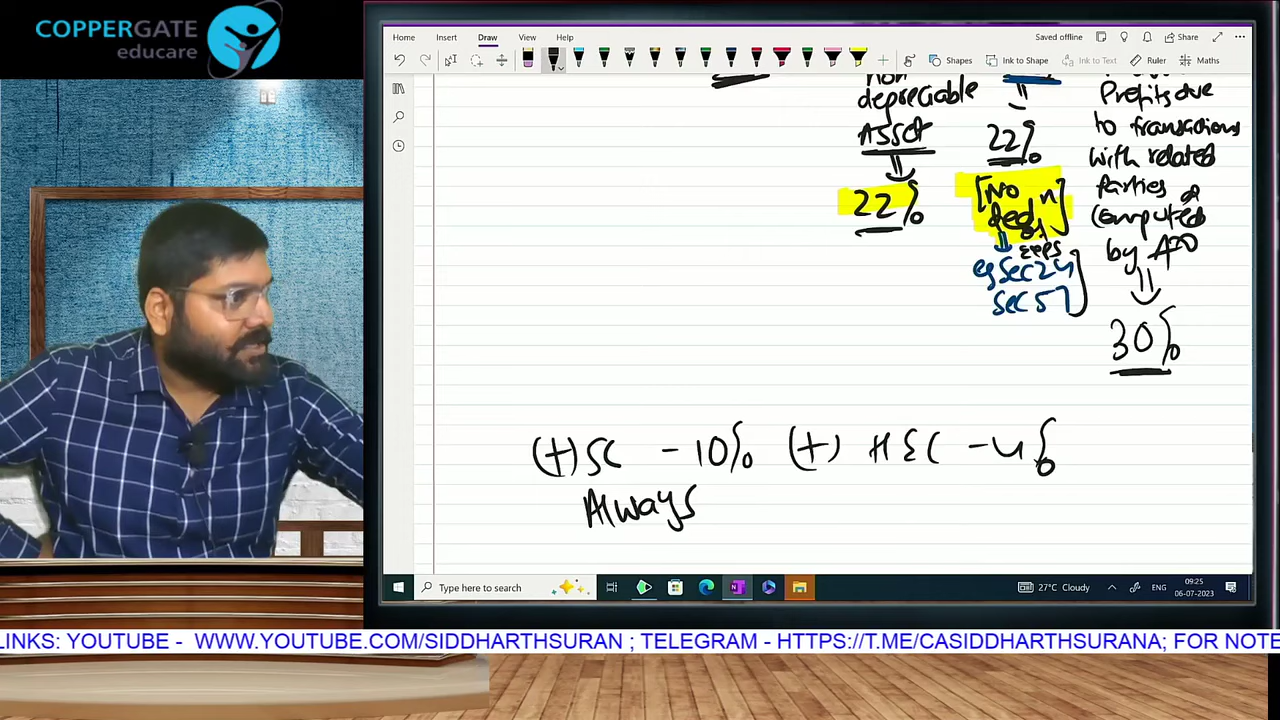 COPPERGATE
educare
Home Insert Draw View Help
Saved offline
Share
Shapes
Ink to Shape
Ink to Text
Ruler
Maths
non
depreciable
Asset
22%
22%
[No
dedn]
of
exps
eg Sec 24
Sec 57
Profits due
to transactions
with related
Parties &
Computed
by AO
30%
(+) SC - 10% (+) HEC - 4%
Always
Type here to search
27°C Cloudy
ENG
09:25
06-07-2023
LINKS: YOUTUBE - WWW.YOUTUBE.COM/SIDDHARTHSURAN ; TELEGRAM - HTTPS://T.ME/CASIDDHARTHSURANA; FOR NOTE